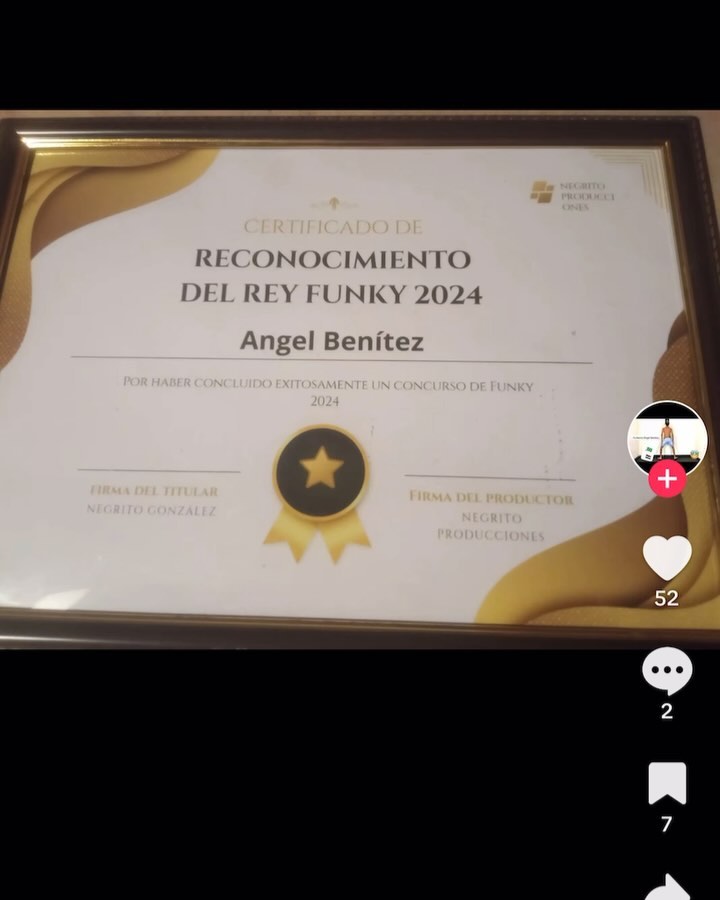 NEGRITO
PRODUCCI
ONES
CERTIFICADO DE
RECONOCIMIENTO
DEL REY FUNKY 2024
Angel Benítez
POR HABER CONCLUIDO EXITOSAMENTE UN CONCURSO DE FUNKY
2024
FIRMA DEL TITULAR
NEGRITO GONZÁLEZ
FIRMA DEL PRODUCTOR
NEGRITO
PRODUCCIONES
52
2
7